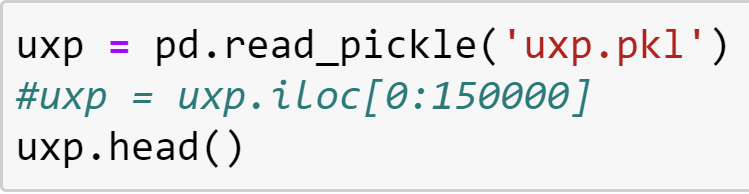 uxp = pd.read_pickle('uxp.pkl')
#uxp = uxp.iloc[0:150000]
uxp.head()